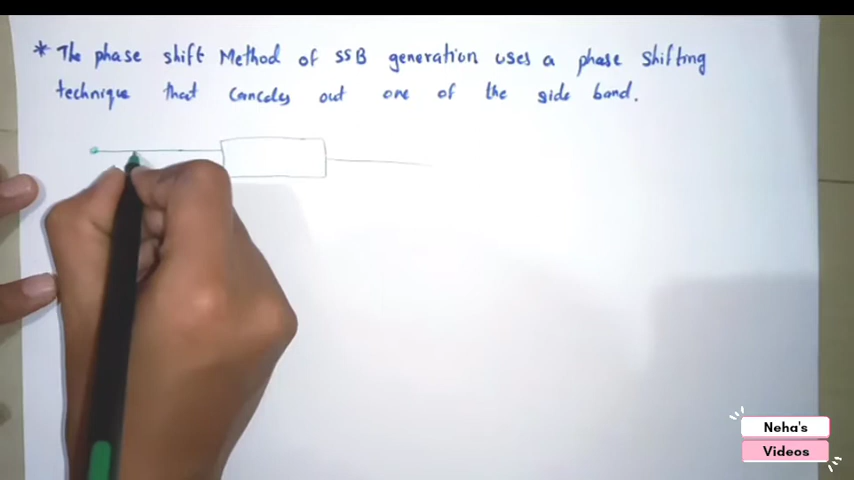 * The phase shift Method of SSB generation uses a phase shifting
technique that canceles out one of the side band.
Neha's
Videos